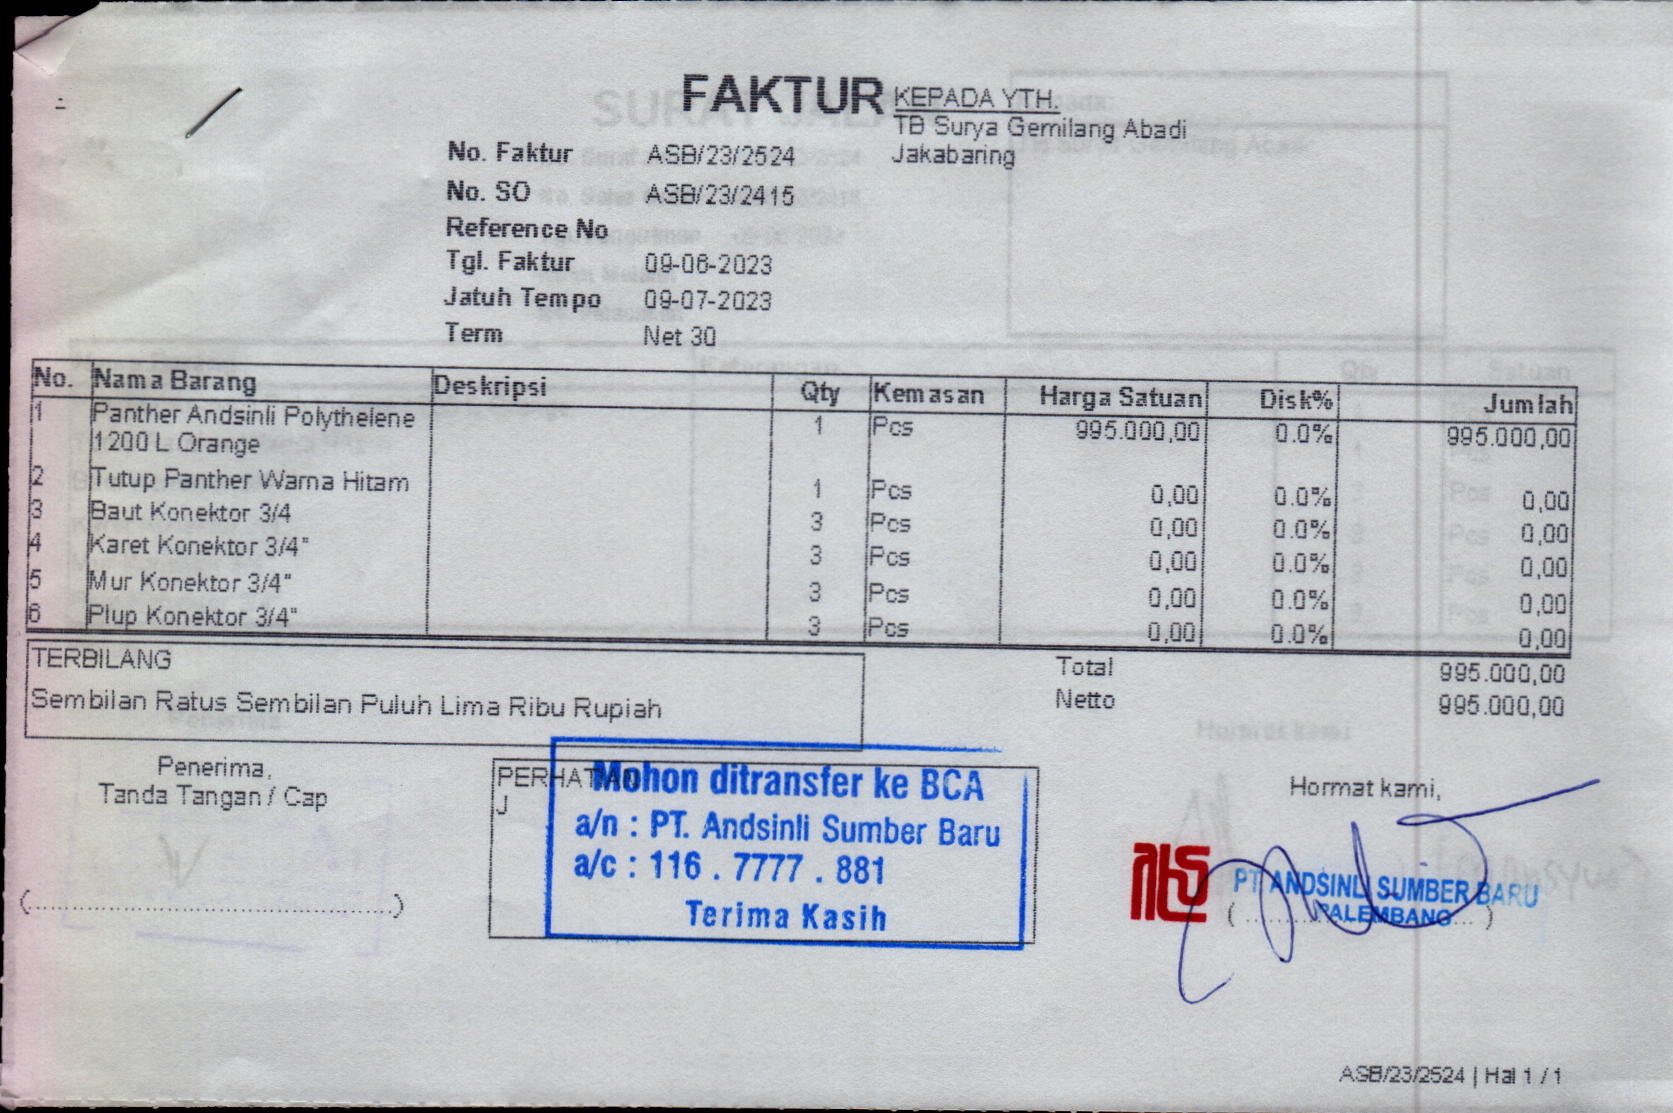 FAKTUR
KEPADA YTH.
TB Surya Gemilang Abadi
Jakabaring
No. Faktur ASB/23/2524
No. SO ASB/23/2415
Reference No
Tgl. Faktur 09-06-2023
Jatuh Tempo 09-07-2023
Term Net 30
No. Nama Barang Deskripsi Qty Kemasan Harga Satuan Disk% Jumlah
1 Panther Andsinli Polythelene 1 Pcs 995.000,00 0.0% 995.000,00
1200 L Orange
2 Tutup Panther Warna Hitam 1 Pcs 0,00 0.0% 0,00
3 Baut Konektor 3/4 3 Pcs 0,00 0.0% 0,00
4 Karet Konektor 3/4" 3 Pcs 0,00 0.0% 0,00
5 Mur Konektor 3/4" 3 Pcs 0,00 0.0% 0,00
6 Plup Konektor 3/4" 3 Pcs 0,00 0.0% 0,00
TERBILANG
Sembilan Ratus Sembilan Puluh Lima Ribu Rupiah
Total 995.000,00
Netto 995.000,00
Penerima,
Tanda Tangan / Cap
(....................)
PERHATIAN
J
Mohon ditransfer ke BCA
a/n : PT. Andsinli Sumber Baru
a/c : 116 . 7777 . 881
Terima Kasih
Hormat kami,
PT ANDSINLI SUMBER BARU
PALEMBANG
ASB/23/2524 | Hal 1 / 1